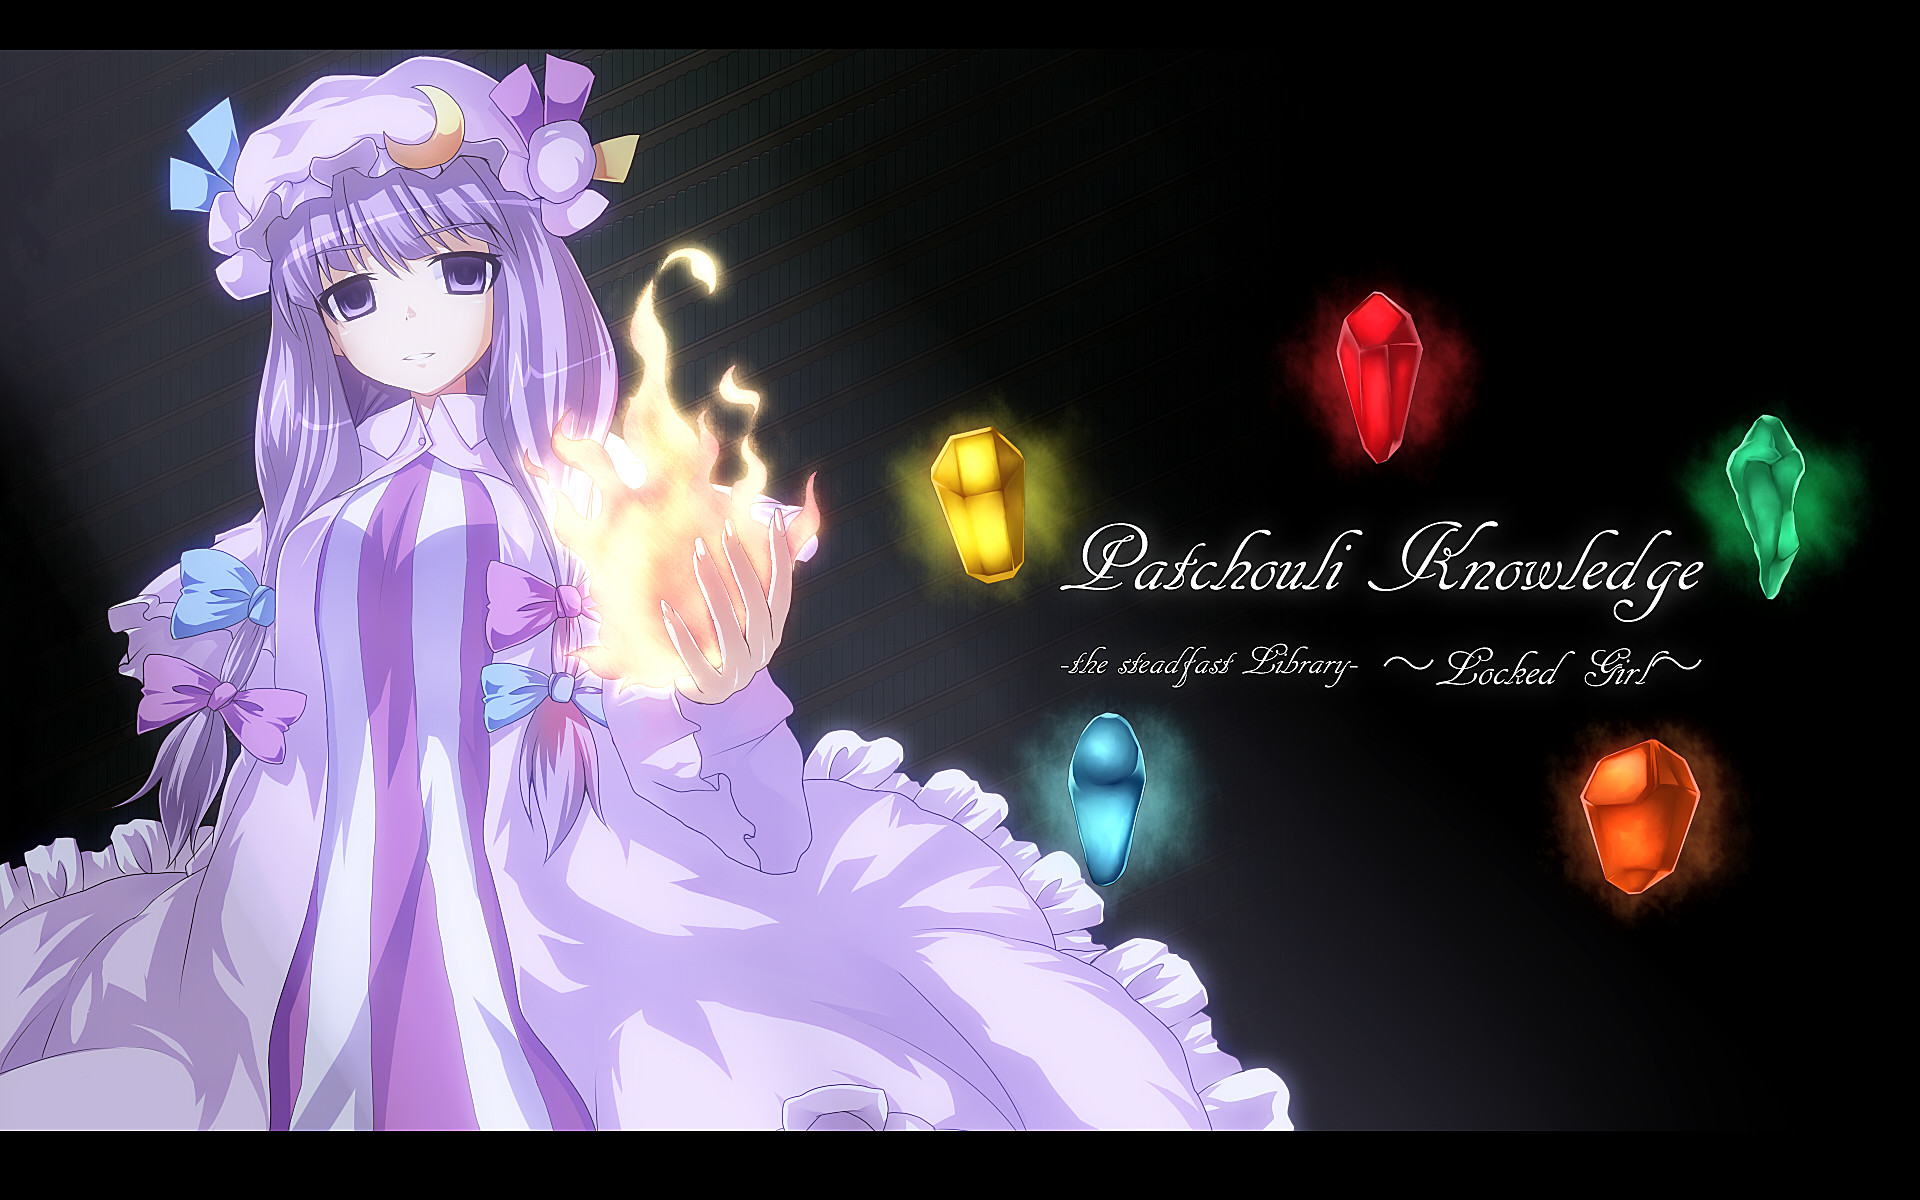 Patchouli Knowledge
-the steadfast Library- ～Locked Girl～